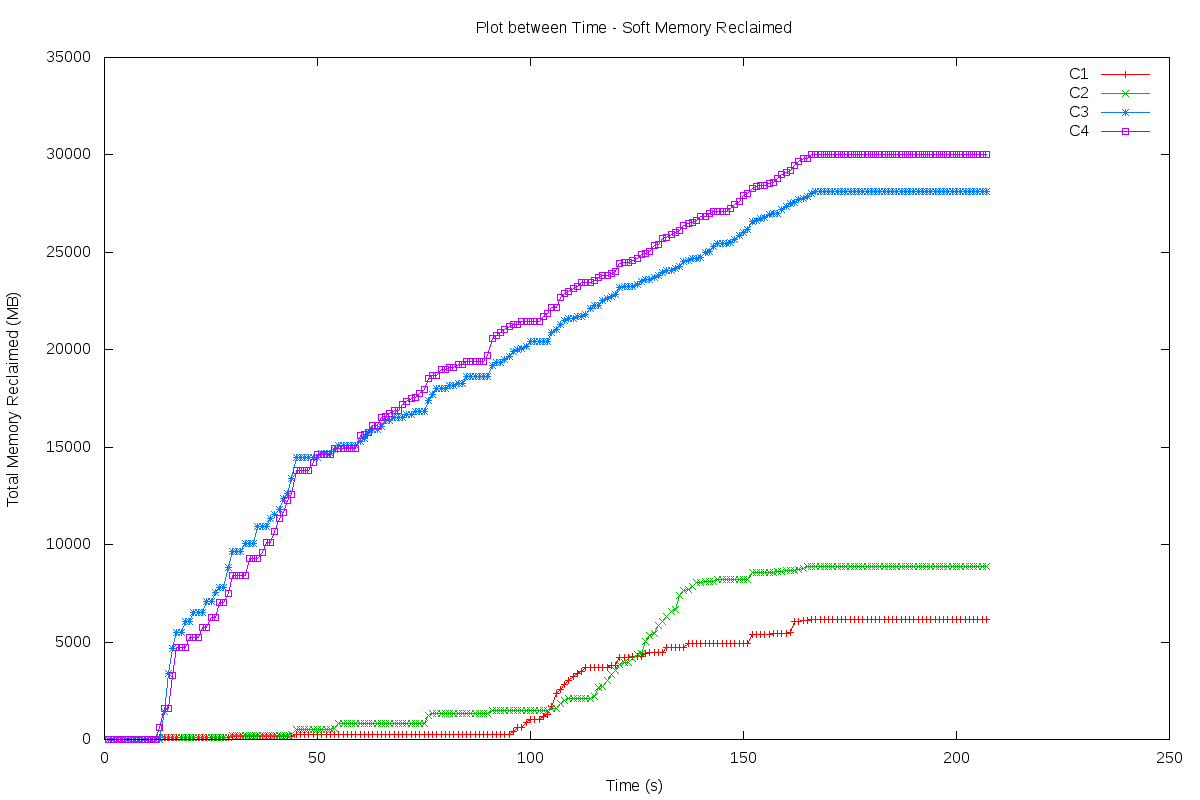 Plot between Time - Soft Memory Reclaimed
C1
C2
C3
C4
Total Memory Reclaimed (MB)
35000
30000
25000
20000
15000
10000
5000
0
0 50 100 150 200 250
Time (s)